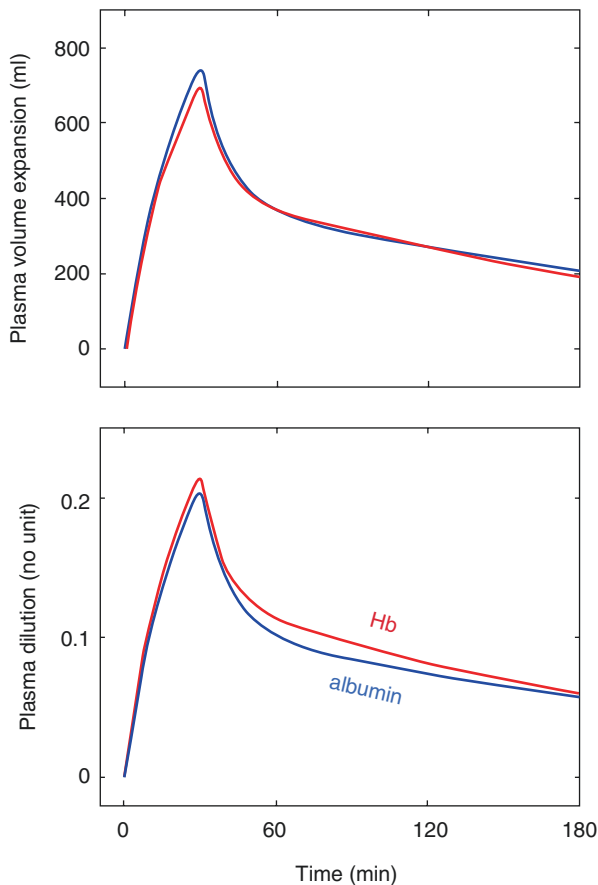 Plasma volume expansion (ml)
800
600
400
200
0
Plasma dilution (no unit)
0.2
0.1
0
Hb
albumin
0
60
120
180
Time (min)